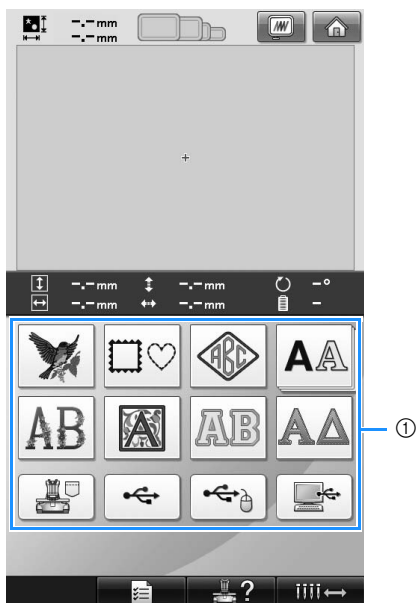 -.- mm
-.- mm
-.- mm -.- mm -°
-.- mm -.- mm -
ABC AA
AB A AB AΔ
①
?